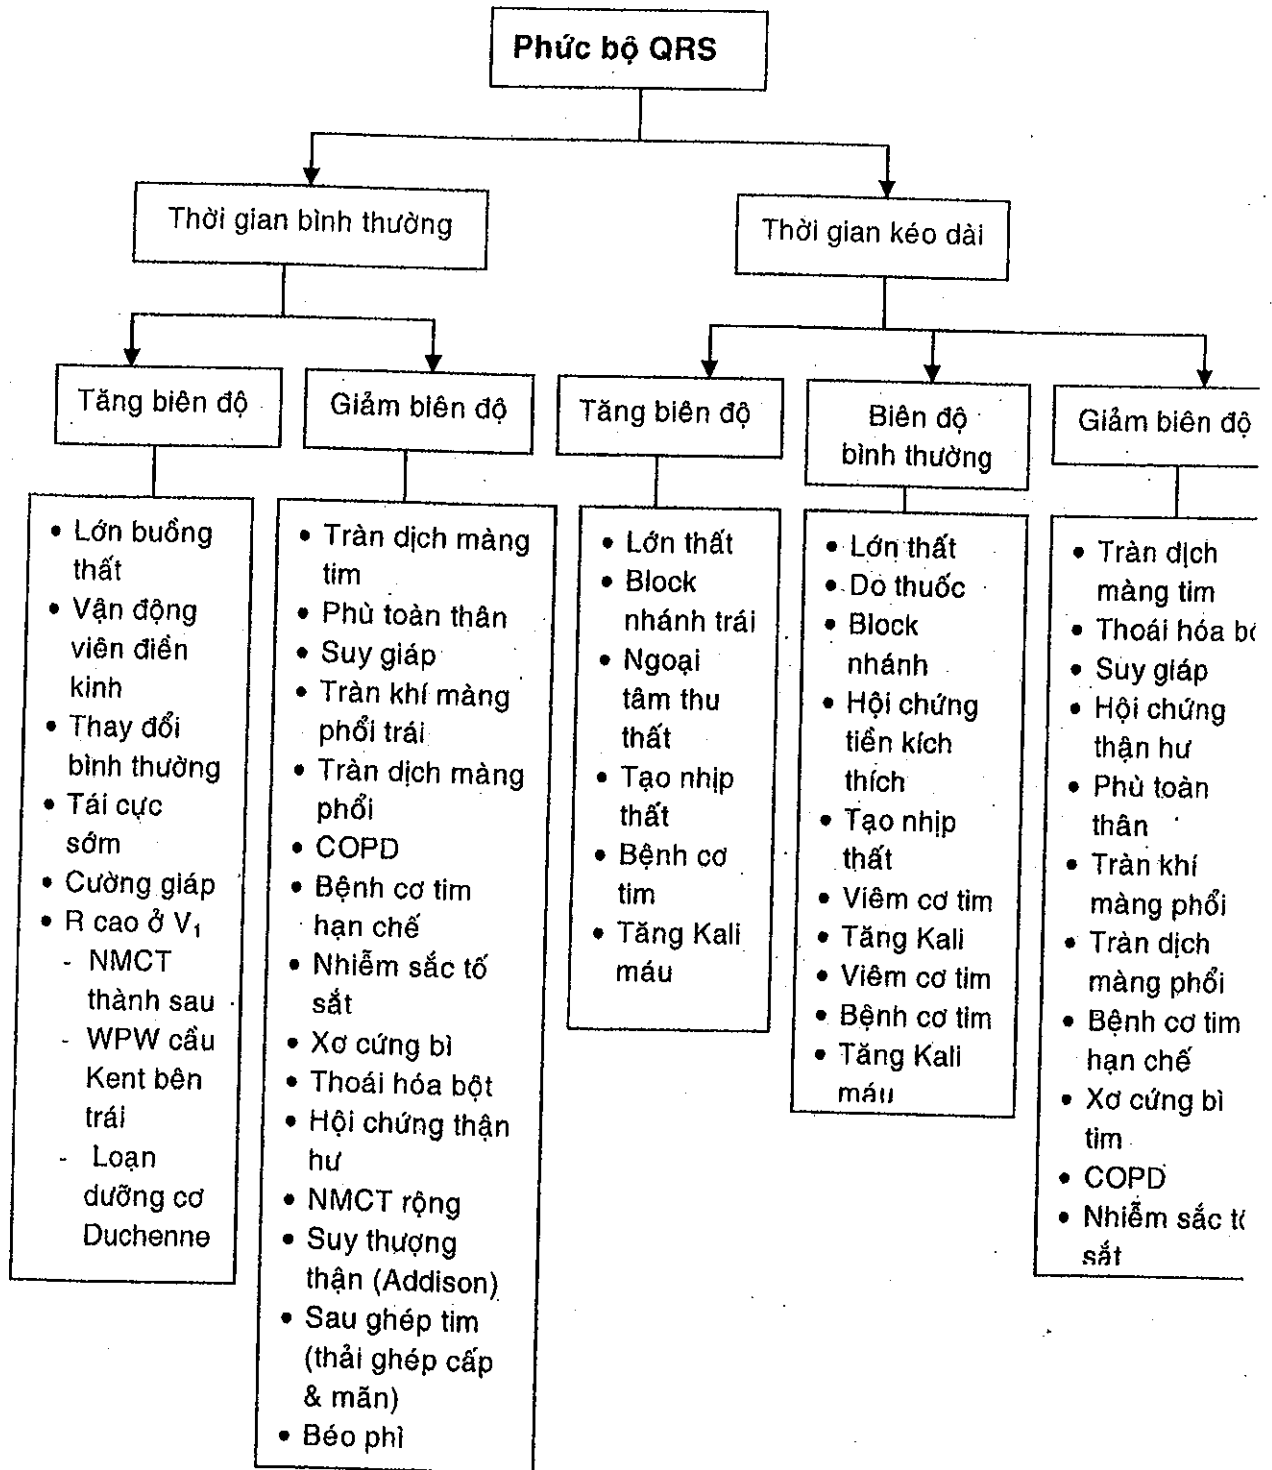 Phức bộ QRS
Thời gian bình thường
Thời gian kéo dài
Tăng biên độ
Giảm biên độ
Tăng biên độ
Biên độ
bình thường
Giảm biên độ
• Lớn buồng
thất
• Vận động
viên điền
kinh
• Thay đổi
bình thường
• Tái cực
sớm
• Cường giáp
• R cao ở V₁
- NMCT
thành sau
- WPW cầu
Kent bên
trái
- Loạn
dưỡng cơ
Duchenne
• Tràn dịch màng
tim
• Phù toàn thân
• Suy giáp
• Tràn khí màng
phổi trái
• Tràn dịch màng
phổi
• COPD
• Bệnh cơ tim
hạn chế
• Nhiễm sắc tố
sắt
• Xơ cứng bì
• Thoái hóa bột
• Hội chứng thận
hư
• NMCT rộng
• Suy thượng
thận (Addison)
• Sau ghép tim
(thải ghép cấp
& mãn)
• Béo phì
• Lớn thất
• Block
nhánh trái
• Ngoại
tâm thu
thất
• Tạo nhịp
thất
• Bệnh cơ
tim
• Tăng Kali
máu
• Lớn thất
• Do thuốc
• Block
nhánh
• Hội chứng
tiền kích
thích
• Tạo nhịp
thất
• Viêm cơ tim
• Tăng Kali
• Viêm cơ tim
• Bệnh cơ tim
• Tăng Kali
máu
• Tràn dịch
màng tim
• Thoái hóa
• Suy giáp
• Hội chứng
thận hư
• Phù toàn
thân
• Tràn khí
màng phổi
• Tràn dịch
màng phổi
• Bệnh cơ tim
hạn chế
• Xơ cứng bì
tim
• COPD
• Nhiễm sắc
sắt